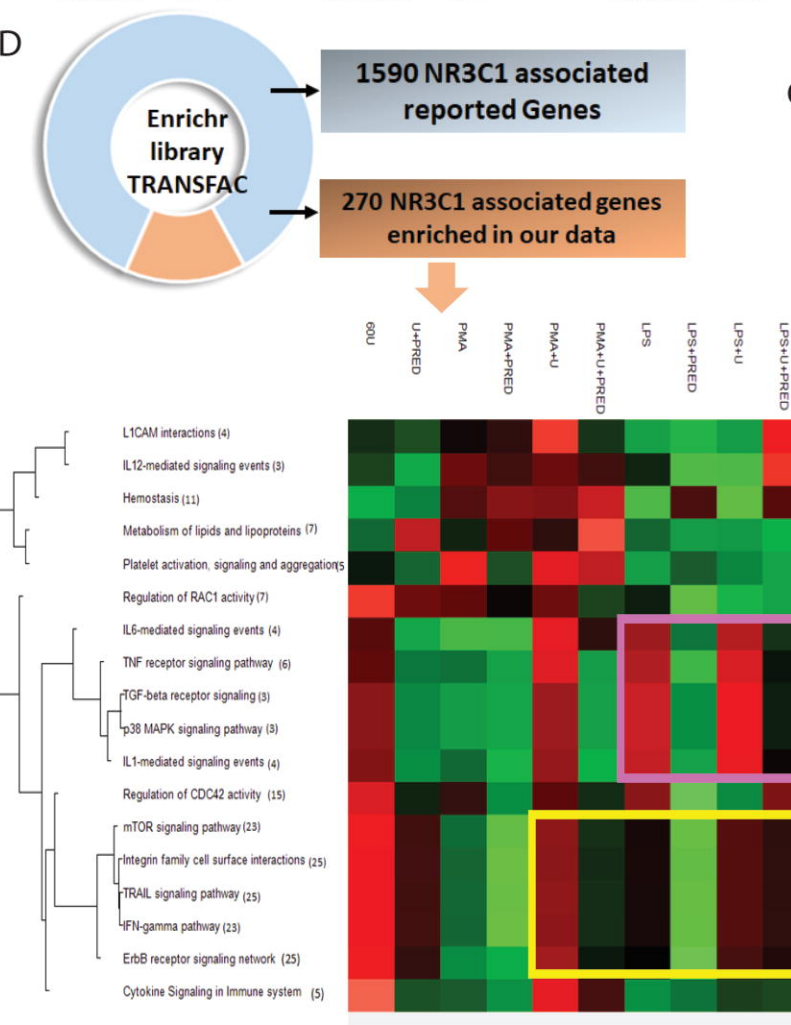 D
Enrichr
library
TRANSFAC
1590 NR3C1 associated
reported Genes
270 NR3C1 associated genes
enriched in our data
60U
U+PRED
PMA
PMA+PRED
PMA+U
PMA+U+PRED
LPS
LPS+PRED
LPS+U
LPS+U+PRED
L1CAM interactions (4)
IL12-mediated signaling events (3)
Hemostasis (11)
Metabolism of lipids and lipoproteins (7)
Platelet activation, signaling and aggregation(5
Regulation of RAC1 activity (7)
IL6-mediated signaling events (4)
TNF receptor signaling pathway (6)
TGF-beta receptor signaling (3)
p38 MAPK signaling pathway (3)
IL1-mediated signaling events (4)
Regulation of CDC42 activity (15)
mTOR signaling pathway (23)
Integrin family cell surface interactions (25)
TRAIL signaling pathway (25)
IFN-gamma pathway (23)
ErbB receptor signaling network (25)
Cytokine Signaling in Immune system (5)